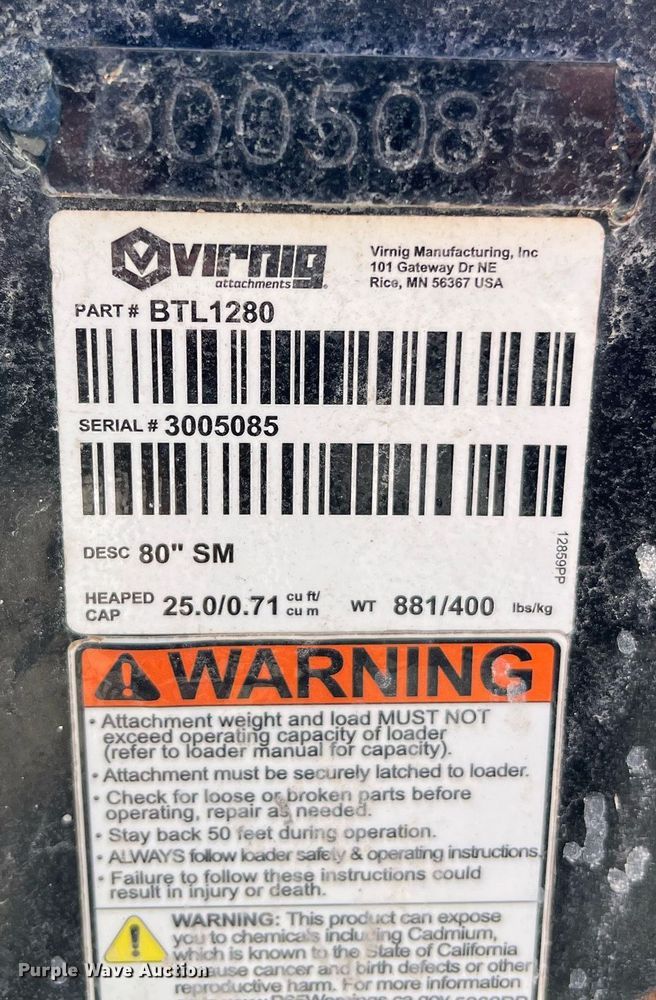 3005085
VIRNIG
attachments
Virnig Manufacturing, Inc
101 Gateway Dr NE
Rice, MN 56367 USA
PART # BTL1280
SERIAL # 3005085
DESC 80" SM
12859PP
HEAPED CAP 25.0/0.71 cu ft/ cu m WT 881/400 lbs/kg
WARNING
• Attachment weight and load MUST NOT
exceed operating capacity of loader
(refer to loader manual for capacity).
• Attachment must be securely latched to loader.
• Check for loose or broken parts before
operating, repair as needed.
• Stay back 50 feet during operation.
• ALWAYS follow loader safety & operating instructions.
• Failure to follow these instructions could
result in injury or death.
WARNING: This product can expose
you to chemicals including Cadmium,
which is known to the State of California
cause cancer and birth defects or other
reproductive harm. For more information
Purple Wave Auction